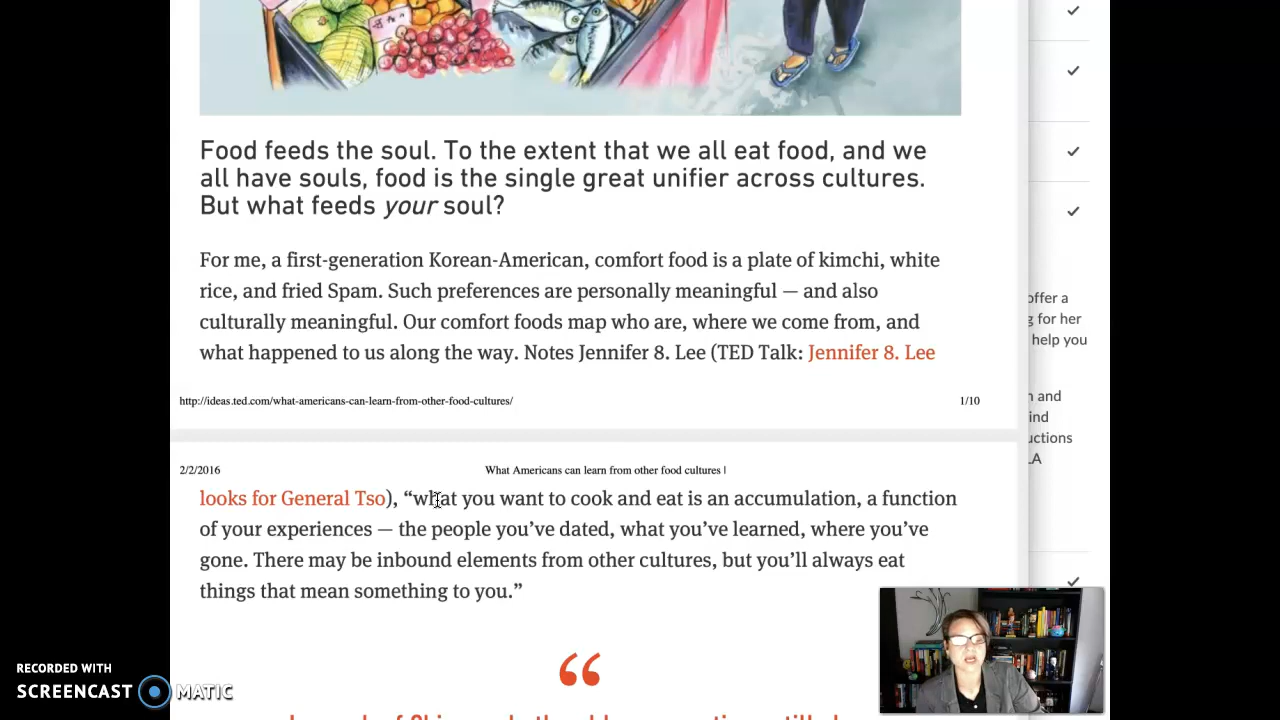 Food feeds the soul. To the extent that we all eat food, and we
all have souls, food is the single great unifier across cultures.
But what feeds your soul?
For me, a first-generation Korean-American, comfort food is a plate of kimchi, white
rice, and fried Spam. Such preferences are personally meaningful — and also
culturally meaningful. Our comfort foods map who are, where we come from, and
what happened to us along the way. Notes Jennifer 8. Lee (TED Talk: Jennifer 8. Lee
http://ideas.ted.com/what-americans-can-learn-from-other-food-cultures/ 1/10
2/2/2016 What Americans can learn from other food cultures |
looks for General Tso), “what you want to cook and eat is an accumulation, a function
of your experiences — the people you’ve dated, what you’ve learned, where you’ve
gone. There may be inbound elements from other cultures, but you’ll always eat
things that mean something to you.”
“
offer a
g for her
help you
and
ind
uctions
LA
RECORDED WITH
SCREENCAST MATIC